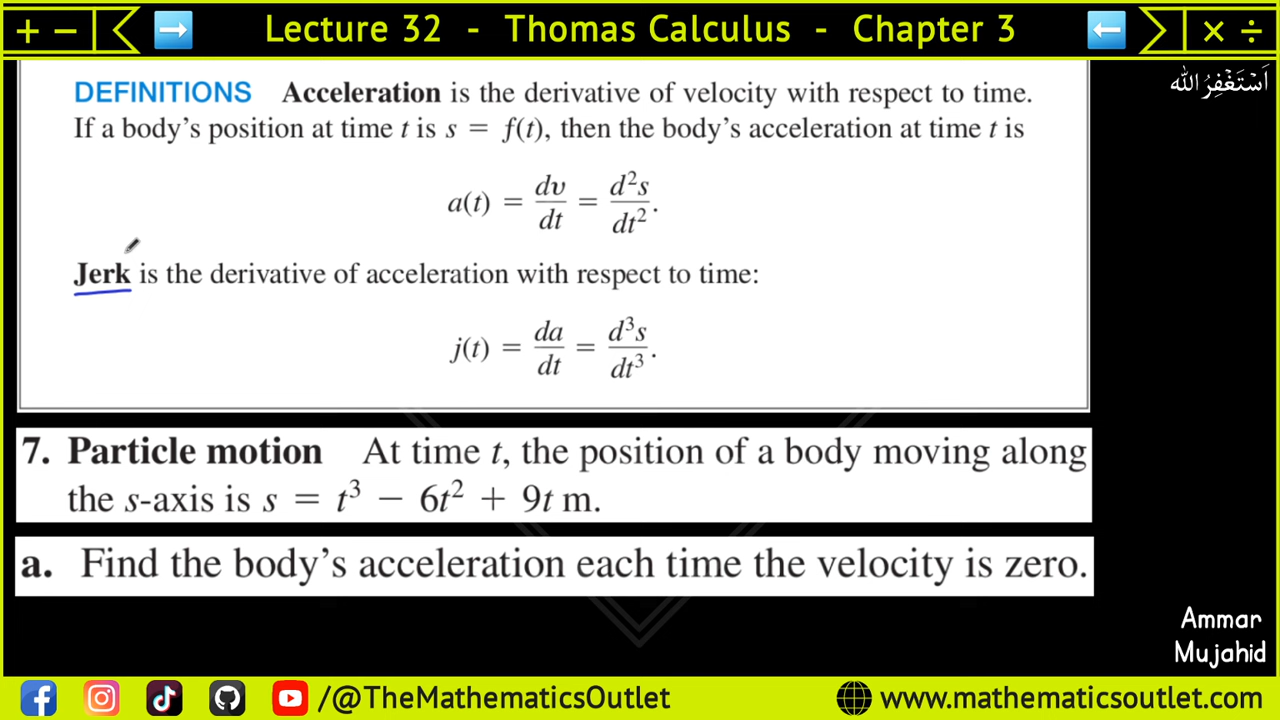 + − Lecture 32 - Thomas Calculus - Chapter 3 × ÷
اَسْتَغْفِرُ اللّٰه
DEFINITIONS Acceleration is the derivative of velocity with respect to time.
If a body's position at time t is s = f(t), then the body's acceleration at time t is
a(t) = dv/dt = d²s/dt².
Jerk is the derivative of acceleration with respect to time:
j(t) = da/dt = d³s/dt³.
7. Particle motion At time t, the position of a body moving along
the s-axis is s = t³ − 6t² + 9t m.
a. Find the body's acceleration each time the velocity is zero.
Ammar
Mujahid
/@TheMathematicsOutlet www.mathematicsoutlet.com